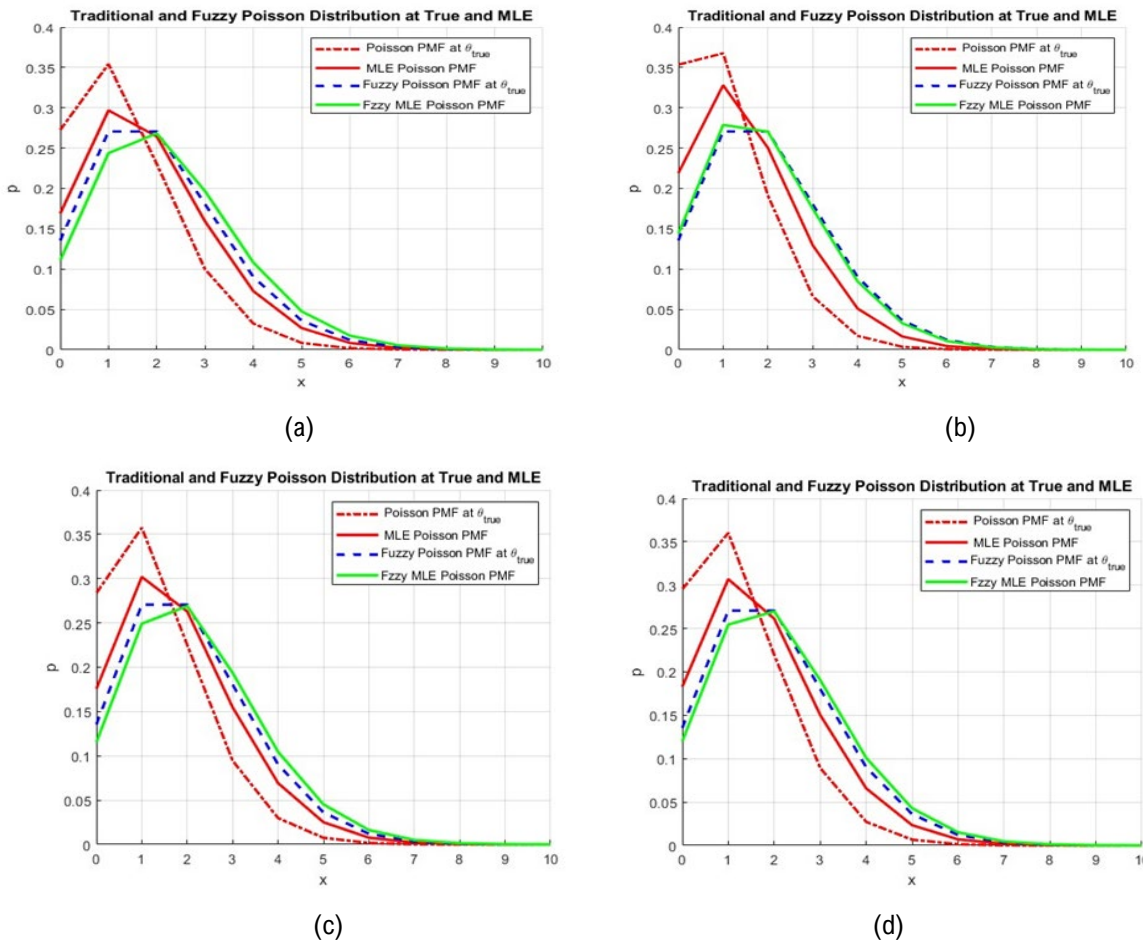 Traditional and Fuzzy Poisson Distribution at True and MLE
0.4
0.35
0.3
0.25
0.2
0.15
0.1
0.05
0
p
Poisson PMF at θtrue
MLE Poisson PMF
Fuzzy Poisson PMF at θtrue
Fzzy MLE Poisson PMF
0 1 2 3 4 5 6 7 8 9 10
x
(a)
Traditional and Fuzzy Poisson Distribution at True and MLE
0.4
0.35
0.3
0.25
0.2
0.15
0.1
0.05
0
p
Poisson PMF at θtrue
MLE Poisson PMF
Fuzzy Poisson PMF at θtrue
Fzzy MLE Poisson PMF
0 1 2 3 4 5 6 7 8 9 10
x
(b)
Traditional and Fuzzy Poisson Distribution at True and MLE
0.4
0.35
0.3
0.25
0.2
0.15
0.1
0.05
0
p
Poisson PMF at θtrue
MLE Poisson PMF
Fuzzy Poisson PMF at θtrue
Fzzy MLE Poisson PMF
0 1 2 3 4 5 6 7 8 9 10
x
(c)
Traditional and Fuzzy Poisson Distribution at True and MLE
0.4
0.35
0.3
0.25
0.2
0.15
0.1
0.05
0
p
Poisson PMF at θtrue
MLE Poisson PMF
Fuzzy Poisson PMF at θtrue
Fzzy MLE Poisson PMF
0 1 2 3 4 5 6 7 8 9 10
x
(d)